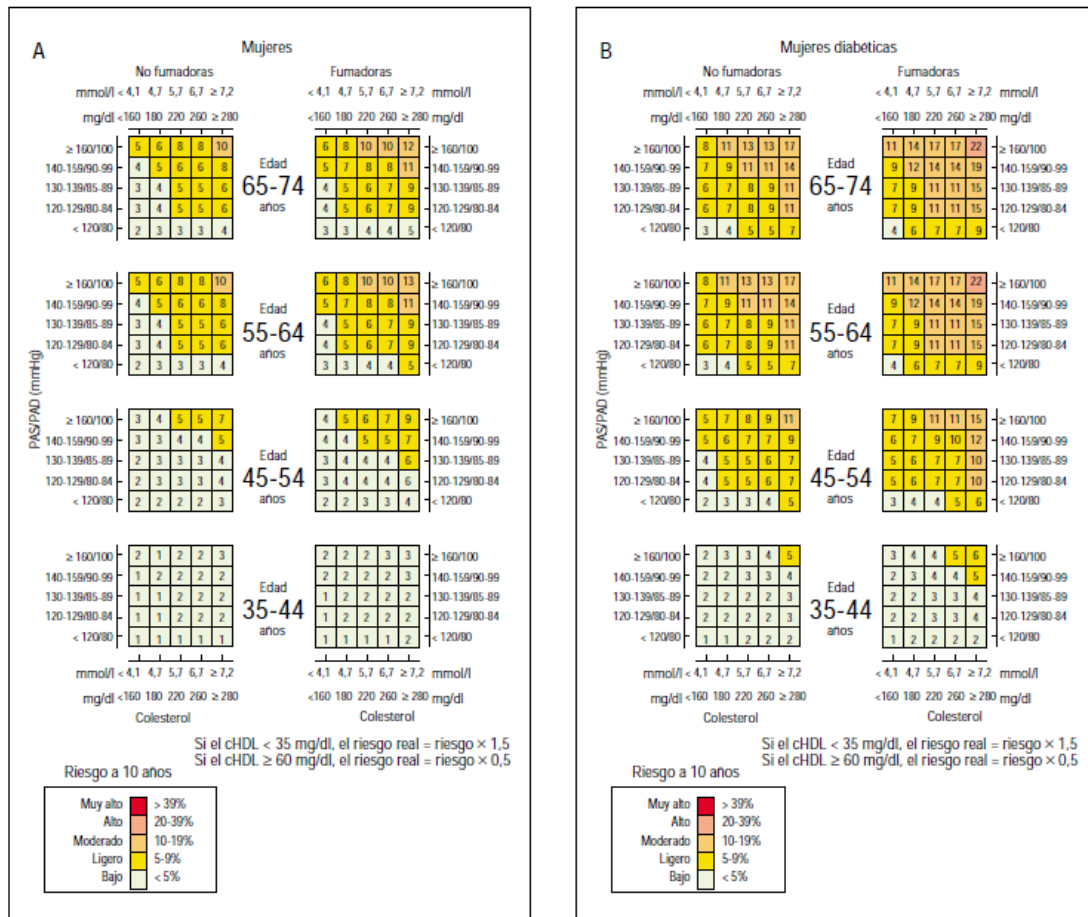 A
Mujeres
No fumadoras Fumadoras
mmol/l < 4,1 4,7 5,7 6,7 ≥ 7,2 < 4,1 4,7 5,7 6,7 ≥ 7,2 mmol/l
mg/dl <160 180 220 260 ≥ 280 <160 180 220 260 ≥ 280 mg/dl
PAS/PAD (mmHg)
≥ 160/100 5 6 8 8 10 Edad 6 8 10 10 12 ≥ 160/100
140-159/90-99 4 5 6 6 8 65-74 5 7 8 8 11 140-159/90-99
130-139/85-89 3 4 5 5 6 años 4 5 6 7 9 130-139/85-89
120-129/80-84 3 4 5 5 6 4 5 6 7 9 120-129/80-84
< 120/80 2 3 3 3 4 3 3 4 4 5 < 120/80
≥ 160/100 5 6 8 8 10 Edad 6 8 10 10 13 ≥ 160/100
140-159/90-99 4 5 6 6 8 55-64 5 7 8 8 11 140-159/90-99
130-139/85-89 3 4 5 5 6 años 4 5 6 7 9 130-139/85-89
120-129/80-84 3 4 5 5 6 4 5 6 7 9 120-129/80-84
< 120/80 2 3 3 3 4 3 3 4 4 5 < 120/80
≥ 160/100 3 4 5 5 7 Edad 4 5 6 7 9 ≥ 160/100
140-159/90-99 3 3 4 4 5 45-54 4 4 5 5 7 140-159/90-99
130-139/85-89 2 3 3 3 4 años 3 4 4 4 6 130-139/85-89
120-129/80-84 2 3 3 3 4 3 4 4 4 6 120-129/80-84
< 120/80 2 2 2 2 3 2 2 3 3 4 < 120/80
≥ 160/100 2 1 2 2 3 Edad 2 2 2 3 3 ≥ 160/100
140-159/90-99 1 2 2 2 2 35-44 2 2 2 2 3 140-159/90-99
130-139/85-89 1 1 2 2 2 años 1 2 2 2 2 130-139/85-89
120-129/80-84 1 1 2 2 2 1 2 2 2 2 120-129/80-84
< 120/80 1 1 1 1 1 1 1 1 1 2 < 120/80
mmol/l < 4,1 4,7 5,7 6,7 ≥ 7,2 < 4,1 4,7 5,7 6,7 ≥ 7,2 mmol/l
mg/dl <160 180 220 260 ≥ 280 <160 180 220 260 ≥ 280 mg/dl
Colesterol Colesterol
Si el cHDL < 35 mg/dl, el riesgo real = riesgo × 1,5
Si el cHDL ≥ 60 mg/dl, el riesgo real = riesgo × 0,5
Riesgo a 10 años
Muy alto > 39%
Alto 20-39%
Moderado 10-19%
Ligero 5-9%
Bajo < 5%
B
Mujeres diabéticas
No fumadoras Fumadoras
mmol/l < 4,1 4,7 5,7 6,7 ≥ 7,2 < 4,1 4,7 5,7 6,7 ≥ 7,2 mmol/l
mg/dl <160 180 220 260 ≥ 280 <160 180 220 260 ≥ 280 mg/dl
PAS/PAD (mmHg)
≥ 160/100 8 11 13 13 17 Edad 11 14 17 17 22 ≥ 160/100
140-159/90-99 7 9 11 11 14 65-74 9 12 14 14 19 140-159/90-99
130-139/85-89 6 7 8 9 11 años 7 9 11 11 15 130-139/85-89
120-129/80-84 6 7 8 9 11 7 9 11 11 15 120-129/80-84
< 120/80 3 4 5 5 7 4 6 7 7 9 < 120/80
≥ 160/100 8 11 13 13 17 Edad 11 14 17 17 22 ≥ 160/100
140-159/90-99 7 9 11 11 14 55-64 9 12 14 14 19 140-159/90-99
130-139/85-89 6 7 8 9 11 años 7 9 11 11 15 130-139/85-89
120-129/80-84 6 7 8 9 11 7 9 11 11 15 120-129/80-84
< 120/80 3 4 5 5 7 4 6 7 7 9 < 120/80
≥ 160/100 5 7 8 9 11 Edad 7 9 11 11 15 ≥ 160/100
140-159/90-99 5 6 7 7 9 45-54 6 7 9 10 12 140-159/90-99
130-139/85-89 4 5 5 6 7 años 5 6 7 7 10 130-139/85-89
120-129/80-84 4 5 5 6 7 5 6 7 7 10 120-129/80-84
< 120/80 2 3 3 4 5 3 4 4 5 6 < 120/80
≥ 160/100 2 3 3 4 5 Edad 3 4 4 5 6 ≥ 160/100
140-159/90-99 2 2 3 3 4 35-44 2 3 4 4 5 140-159/90-99
130-139/85-89 2 2 2 2 3 años 2 2 3 3 4 130-139/85-89
120-129/80-84 2 2 2 2 3 2 2 3 3 4 120-129/80-84
< 120/80 1 1 2 2 2 1 2 2 2 2 < 120/80
mmol/l < 4,1 4,7 5,7 6,7 ≥ 7,2 < 4,1 4,7 5,7 6,7 ≥ 7,2 mmol/l
mg/dl <160 180 220 260 ≥ 280 <160 180 220 260 ≥ 280 mg/dl
Colesterol Colesterol
Si el cHDL < 35 mg/dl, el riesgo real = riesgo × 1,5
Si el cHDL ≥ 60 mg/dl, el riesgo real = riesgo × 0,5
Riesgo a 10 años
Muy alto > 39%
Alto 20-39%
Moderado 10-19%
Ligero 5-9%
Bajo < 5%